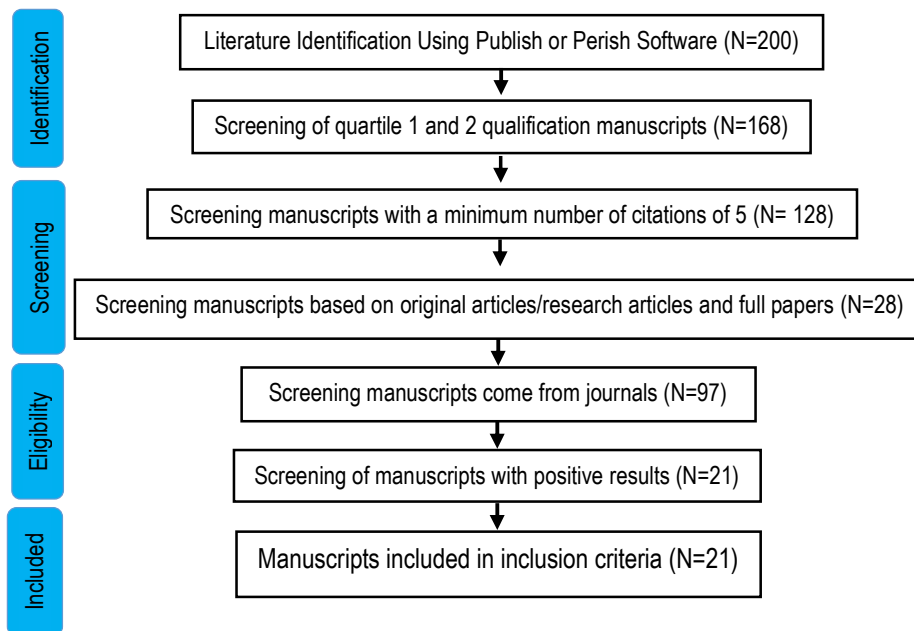 Identification
Literature Identification Using Publish or Perish Software (N=200)
Screening of quartile 1 and 2 qualification manuscripts (N=168)
Screening
Screening manuscripts with a minimum number of citations of 5 (N= 128)
Screening manuscripts based on original articles/research articles and full papers (N=28)
Eligibility
Screening manuscripts come from journals (N=97)
Screening of manuscripts with positive results (N=21)
Included
Manuscripts included in inclusion criteria (N=21)